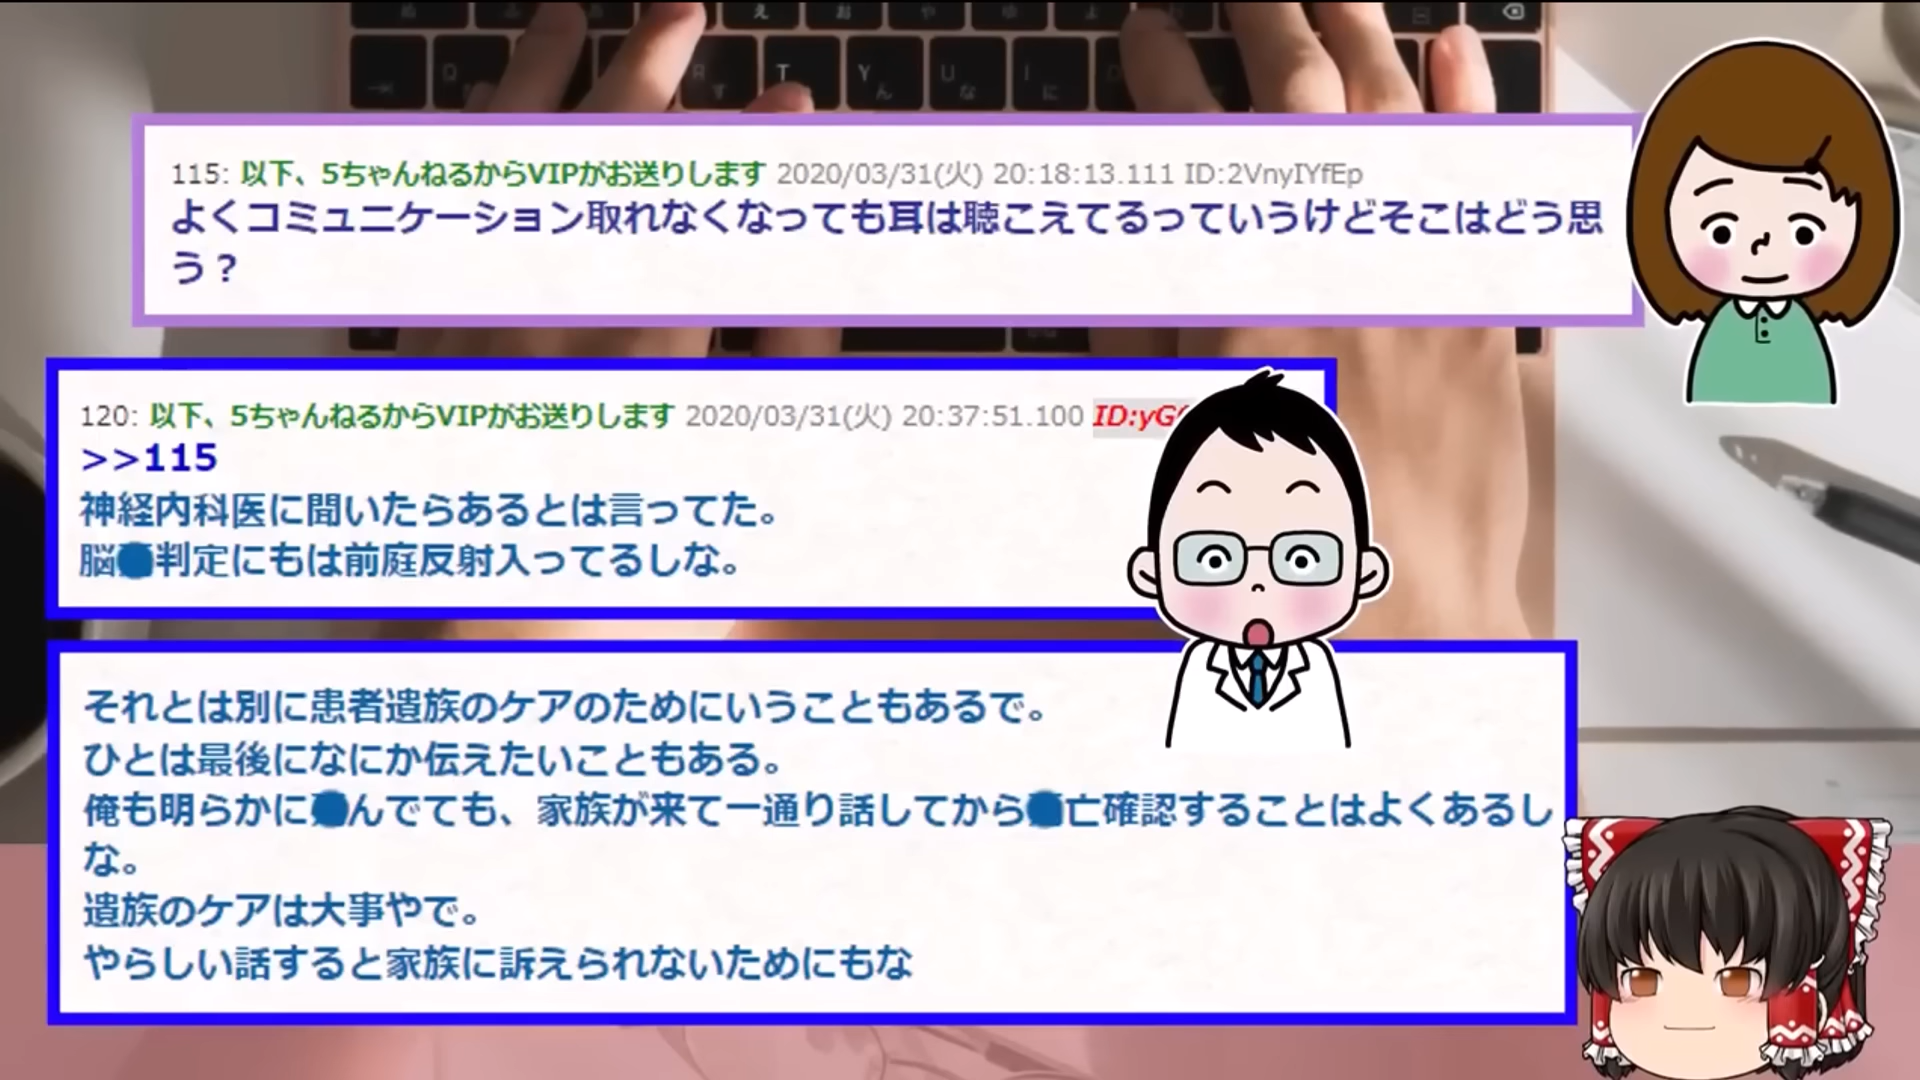 え
お
や
ゆ
よ
Q
R
T
Y
U
I
す
ん
な
に
115: 以下、5ちゃんねるからVIPがお送りします 2020/03/31(火) 20:18:13.111 ID:2VnyIYfEp
よくコミュニケーション取れなくなっても耳は聴こえてるっていうけどそこはどう思
う？
120: 以下、5ちゃんねるからVIPがお送りします 2020/03/31(火) 20:37:51.100 ID:yG
>>115
神経内科医に聞いたらあるとは言ってた。
脳●判定にもは前庭反射入ってるしな。
それとは別に患者遺族のケアのためにいうこともあるで。
ひとは最後になにか伝えたいこともある。
俺も明らかに●んでても、家族が来て一通り話してから●亡確認することはよくあるし
な。
遺族のケアは大事やで。
やらしい話すると家族に訴えられないためにもな